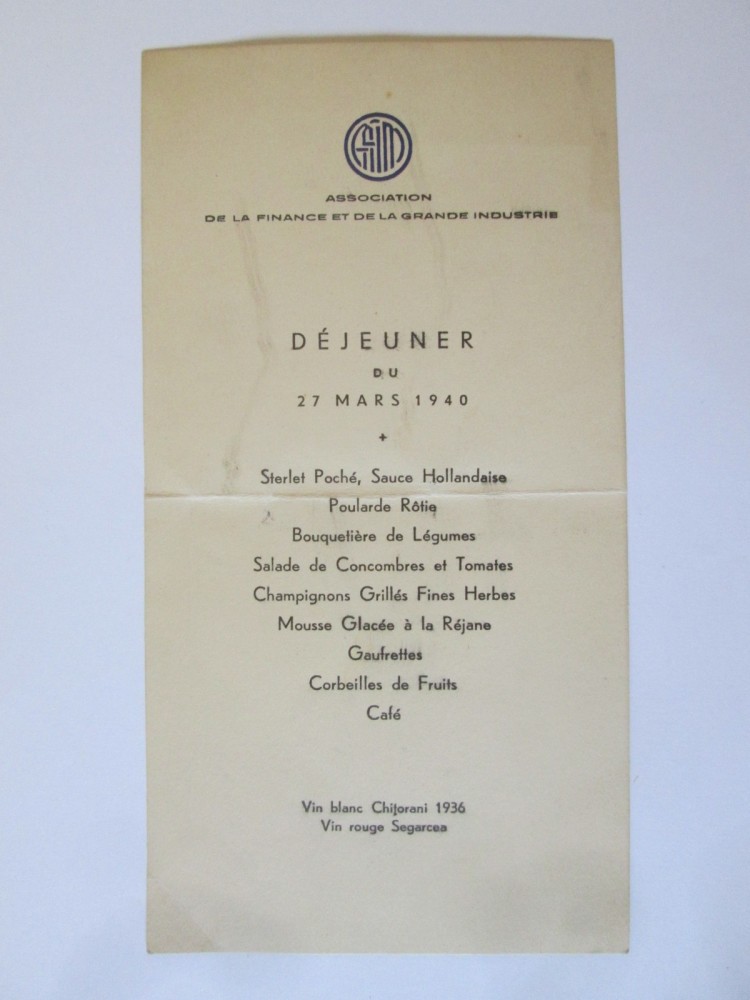 ASSOCIATION
DE LA FINANCE ET DE LA GRANDE INDUSTRIE
DÉJEUNER
DU
27 MARS 1940
+
Sterlet Poché, Sauce Hollandaise
Poularde Rôtie
Bouquetière de Légumes
Salade de Concombres et Tomates
Champignons Grillés Fines Herbes
Mousse Glacée à la Réjane
Gaufrettes
Corbeilles de Fruits
Café
Vin blanc Chițorani 1936
Vin rouge Segarcea